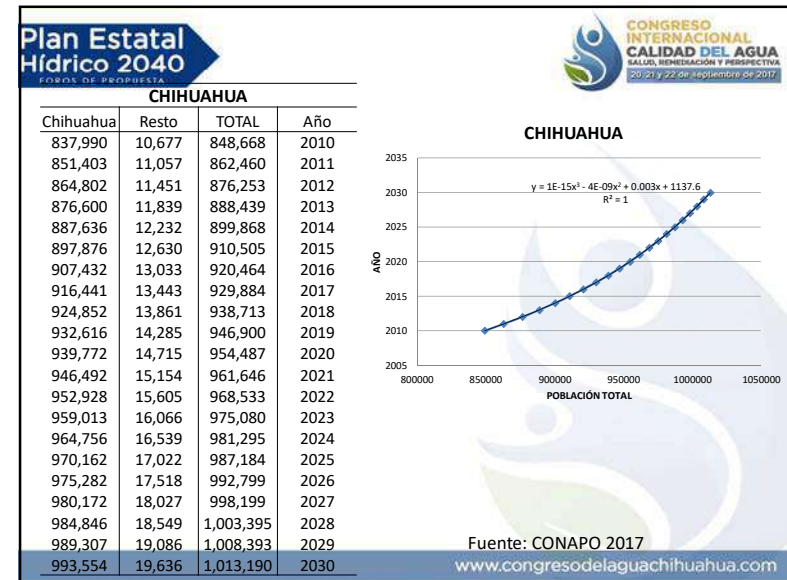 Plan Estatal
Hídrico 2040
FOROS DE PROPUESTA
CONGRESO
INTERNACIONAL
CALIDAD DEL AGUA
SALUD, REMEDIACIÓN Y PERSPECTIVA
20, 21 y 22 de septiembre de 2017
CHIHUAHUA
Chihuahua Resto TOTAL Año
837,990 10,677 848,668 2010
851,403 11,057 862,460 2011
864,802 11,451 876,253 2012
876,600 11,839 888,439 2013
887,636 12,232 899,868 2014
897,876 12,630 910,505 2015
907,432 13,033 920,464 2016
916,441 13,443 929,884 2017
924,852 13,861 938,713 2018
932,616 14,285 946,900 2019
939,772 14,715 954,487 2020
946,492 15,154 961,646 2021
952,928 15,605 968,533 2022
959,013 16,066 975,080 2023
964,756 16,539 981,295 2024
970,162 17,022 987,184 2025
975,282 17,518 992,799 2026
980,172 18,027 998,199 2027
984,846 18,549 1,003,395 2028
989,307 19,086 1,008,393 2029
993,554 19,636 1,013,190 2030
CHIHUAHUA
2035
2030
2025
2020
2015
2010
2005
AÑO
y = 1E-15x³ - 4E-09x² + 0.003x + 1137.6
R² = 1
800000 850000 900000 950000 1000000 1050000
POBLACIÓN TOTAL
Fuente: CONAPO 2017
www.congresodelaguachihuahua.com